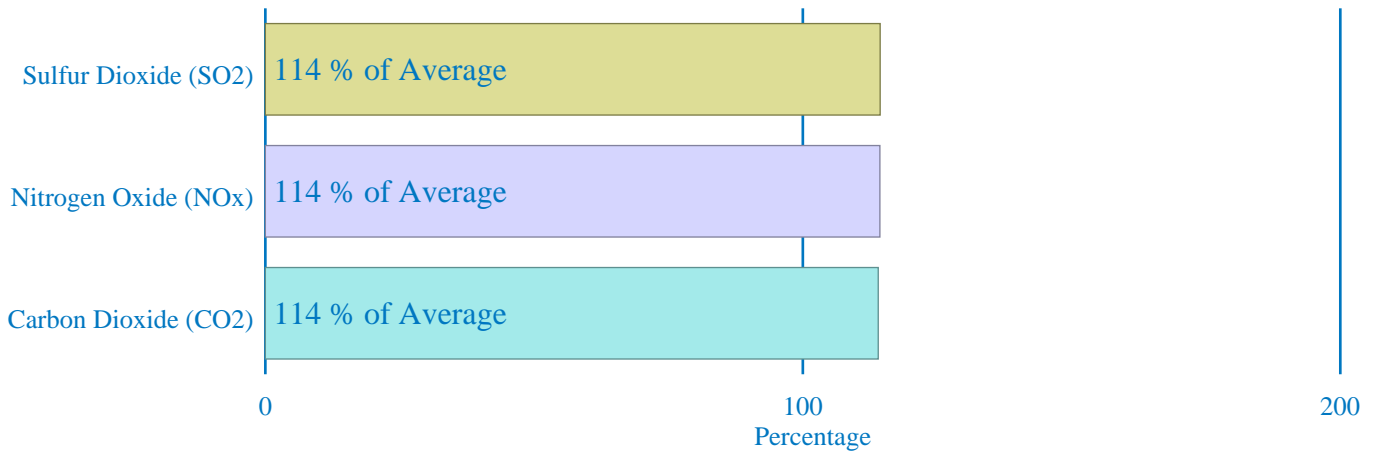 Sulfur Dioxide (SO2) 114 % of Average
Nitrogen Oxide (NOx) 114 % of Average
Carbon Dioxide (CO2) 114 % of Average
0 100 200
Percentage